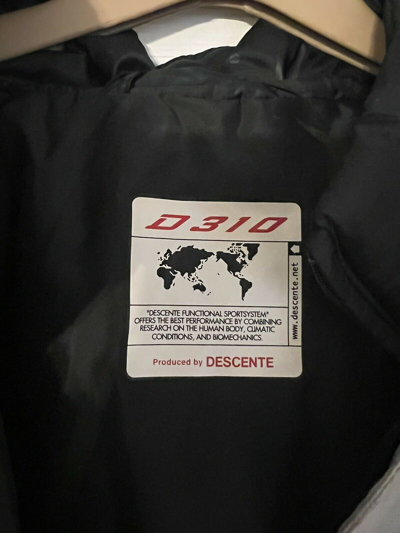 D310
"DESCENTE FUNCTIONAL SPORTSYSTEM"
OFFERS THE BEST PERFORMANCE BY COMBINING
RESEARCH ON THE HUMAN BODY, CLIMATIC
CONDITIONS, AND BIOMECHANICS.
www.descente.net
Produced by DESCENTE